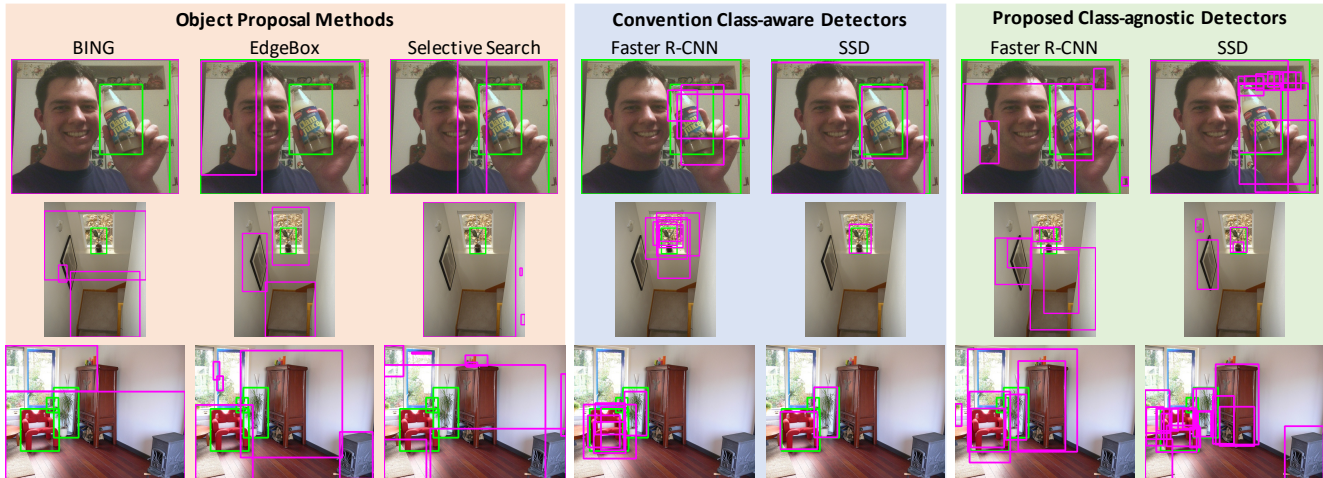 Object Proposal Methods
Convention Class-aware Detectors
Proposed Class-agnostic Detectors
BING
EdgeBox
Selective Search
Faster R-CNN
SSD
Faster R-CNN
SSD